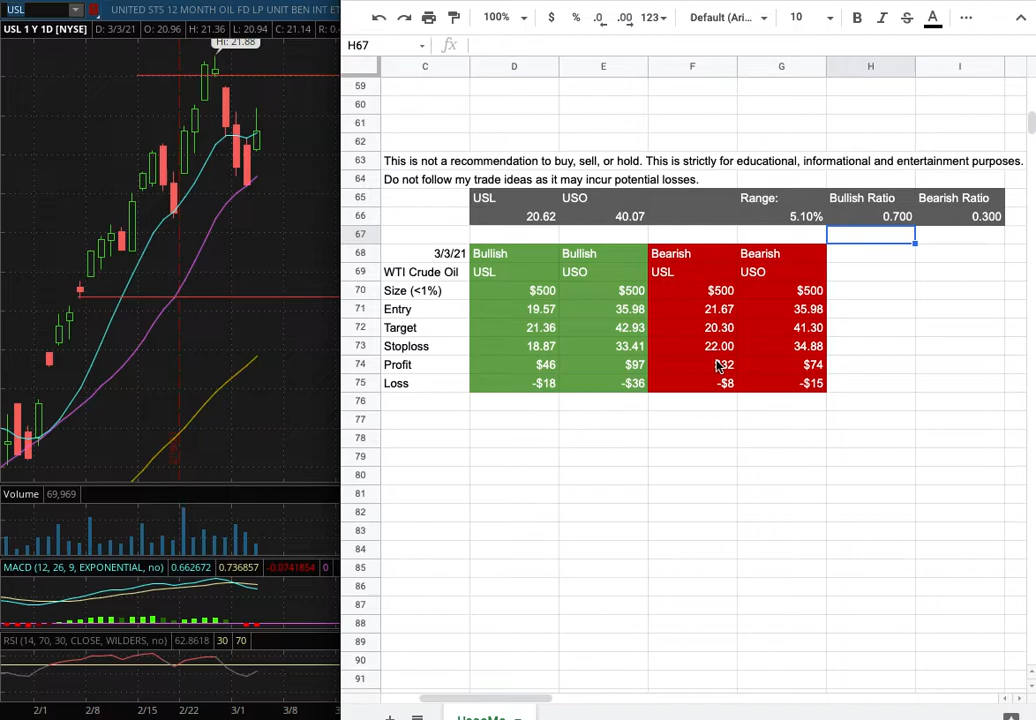 USL
UNITED STS 12 MONTH OIL FD LP UNIT BEN INT ET
USL 1 Y 1D [NYSE]
D: 3/3/21
O: 20.96
H: 21.36
L: 20.94
C: 21.14
R: 0.
Hi: 21.88
2/1
2/8
2/15
2/22
3/1
3/8
Volume
69,969
MACD (12, 26, 9, EXPONENTIAL, no)
0.662672
0.736857
-0.0741854
0
RSI (14, 70, 30, CLOSE, WILDERS, no)
62.8618
30
70
100%
$
%
.0
.00
123
Default (Ari...
10
B
I
S
A
H67
fx
C D E F G H I
59
60
61
62
63 This is not a recommendation to buy, sell, or hold. This is strictly for educational, informational and entertainment purposes.
64 Do not follow my trade ideas as it may incur potential losses.
65 USL USO Range: Bullish Ratio Bearish Ratio
66 20.62 40.07 5.10% 0.700 0.300
67
68 3/3/21 Bullish Bullish Bearish Bearish
69 WTI Crude Oil USL USO USL USO
70 Size (<1%) $500 $500 $500 $500
71 Entry 19.57 35.98 21.67 35.98
72 Target 21.36 42.93 20.30 41.30
73 Stoploss 18.87 33.41 22.00 34.88
74 Profit $46 $97 $74
75 Loss -$18 -$36 -$8 -$15
76
77
78
79
80
81
82
83
84
85
86
87
88
89
90
91